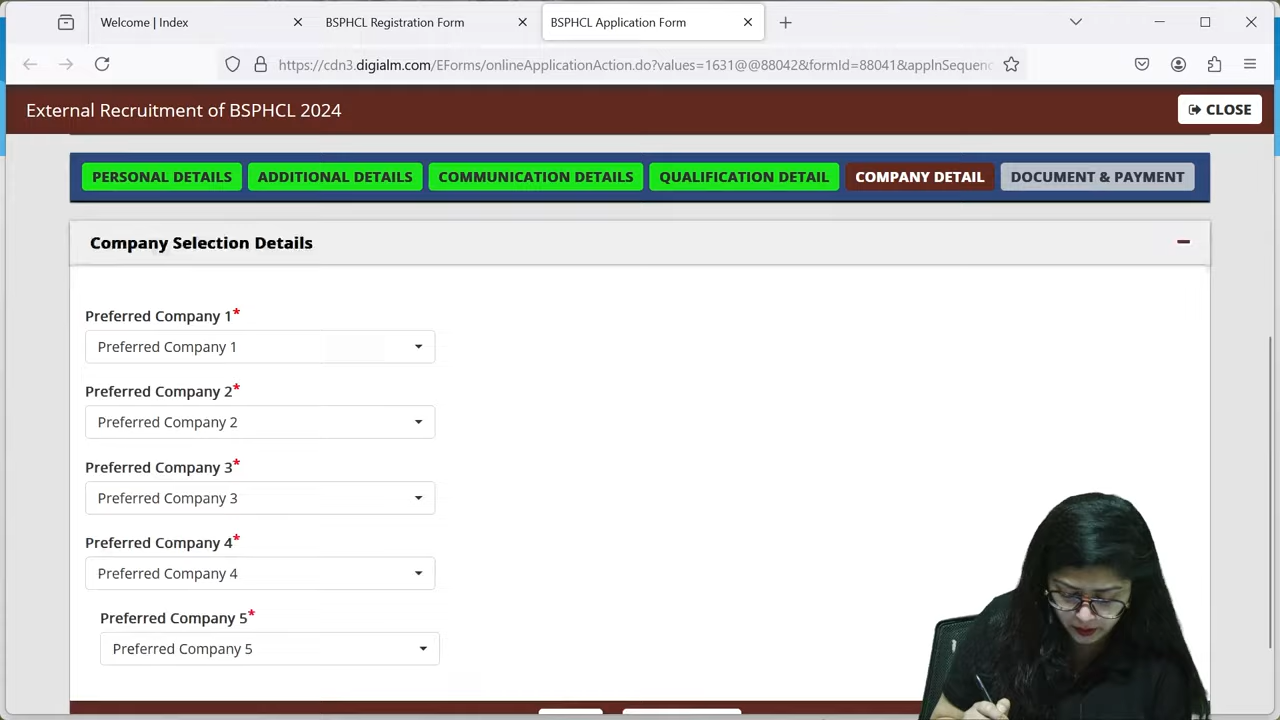 Welcome | Index
BSPHCL Registration Form
BSPHCL Application Form
https://cdn3.digialm.com/EForms/onlineApplicationAction.do?values=1631@@88042&formId=88041&applnSequenc
External Recruitment of BSPHCL 2024
CLOSE
PERSONAL DETAILS
ADDITIONAL DETAILS
COMMUNICATION DETAILS
QUALIFICATION DETAIL
COMPANY DETAIL
DOCUMENT & PAYMENT
Company Selection Details
Preferred Company 1*
Preferred Company 1
Preferred Company 2*
Preferred Company 2
Preferred Company 3*
Preferred Company 3
Preferred Company 4*
Preferred Company 4
Preferred Company 5*
Preferred Company 5